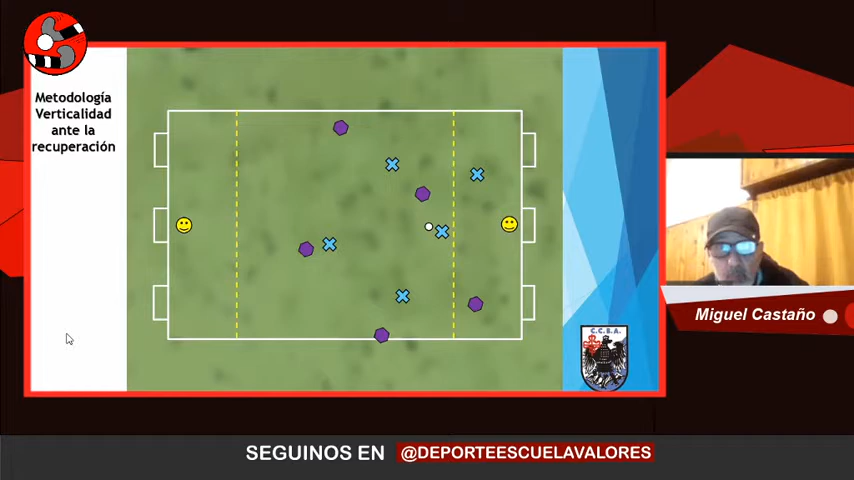 Metodología
Verticalidad
ante la
recuperación
C.C.B.A.
Miguel Castaño
SEGUINOS EN @DEPORTEESCUELAVALORES